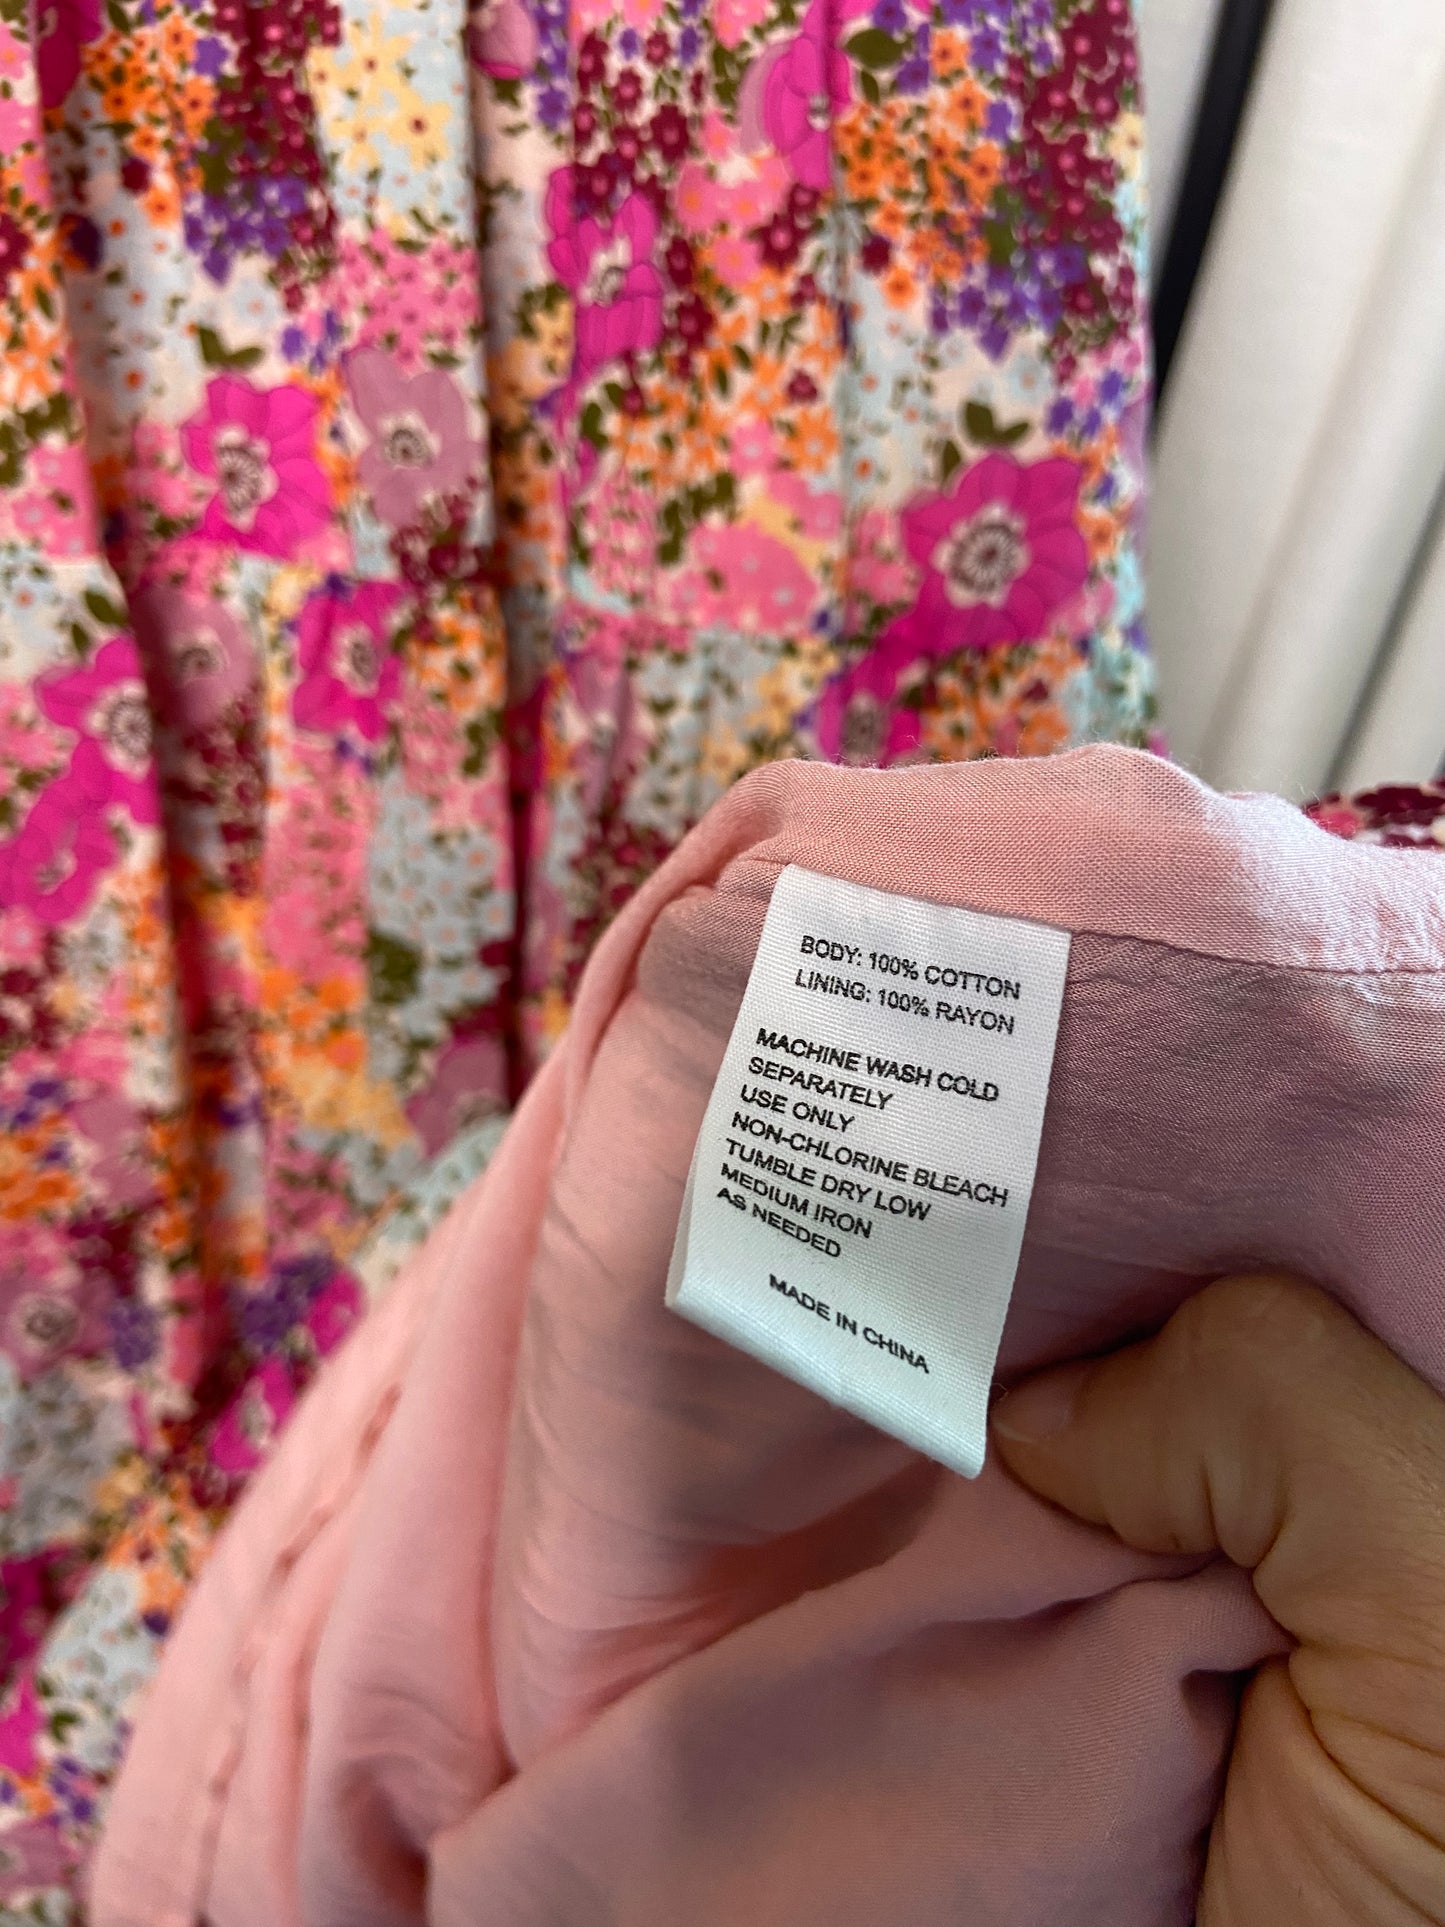 BODY: 100% COTTON
LINING: 100% RAYON
MACHINE WASH COLD
SEPARATELY
USE ONLY
NON-CHLORINE BLEACH
TUMBLE DRY LOW
MEDIUM IRON
AS NEEDED
MADE IN CHINA